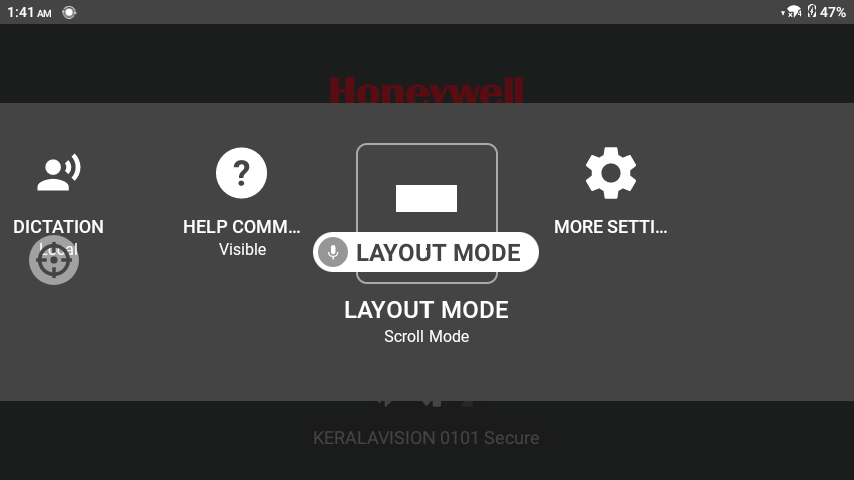 1:41 AM
47%
Honeywell
DICTATION
Local
HELP COMM...
Visible
LAYOUT MODE
LAYOUT MODE
Scroll Mode
MORE SETTI...
KERALAVISION 0101 Secure